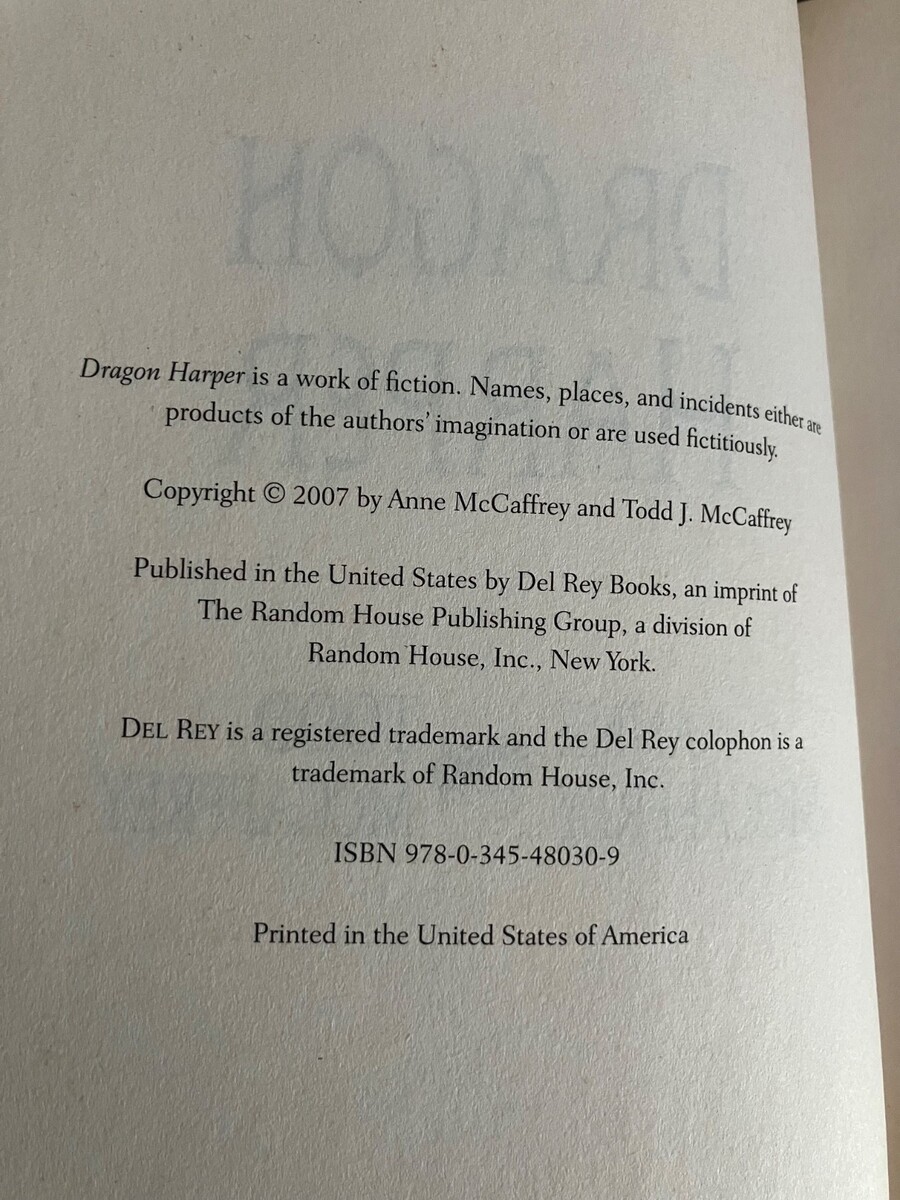 Dragon Harper is a work of fiction. Names, places, and incidents either are
products of the authors' imagination or are used fictitiously.
Copyright © 2007 by Anne McCaffrey and Todd J. McCaffrey
Published in the United States by Del Rey Books, an imprint of
The Random House Publishing Group, a division of
Random House, Inc., New York.
DEL REY is a registered trademark and the Del Rey colophon is a
trademark of Random House, Inc.
ISBN 978-0-345-48030-9
Printed in the United States of America